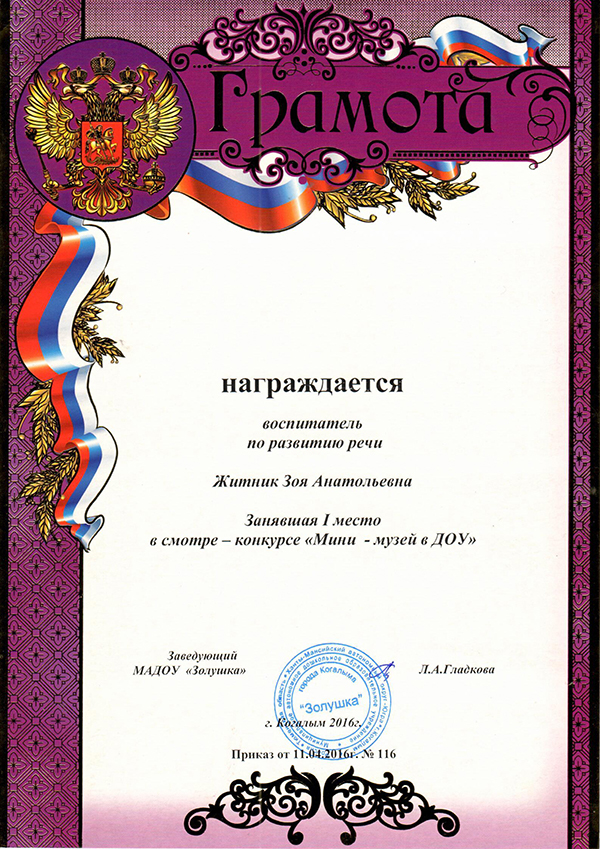 Грамота
награждается
воспитатель
по развитию речи
Житник Зоя Анатольевна
Занявшая I место
в смотре – конкурсе «Мини - музей в ДОУ»
Заведующий
МАДОУ «Золушка»
Л.А.Гладкова
города Когалыма
"Золушка"
г. Когалым 2016г.
Приказ от 11.04.2016г. № 116